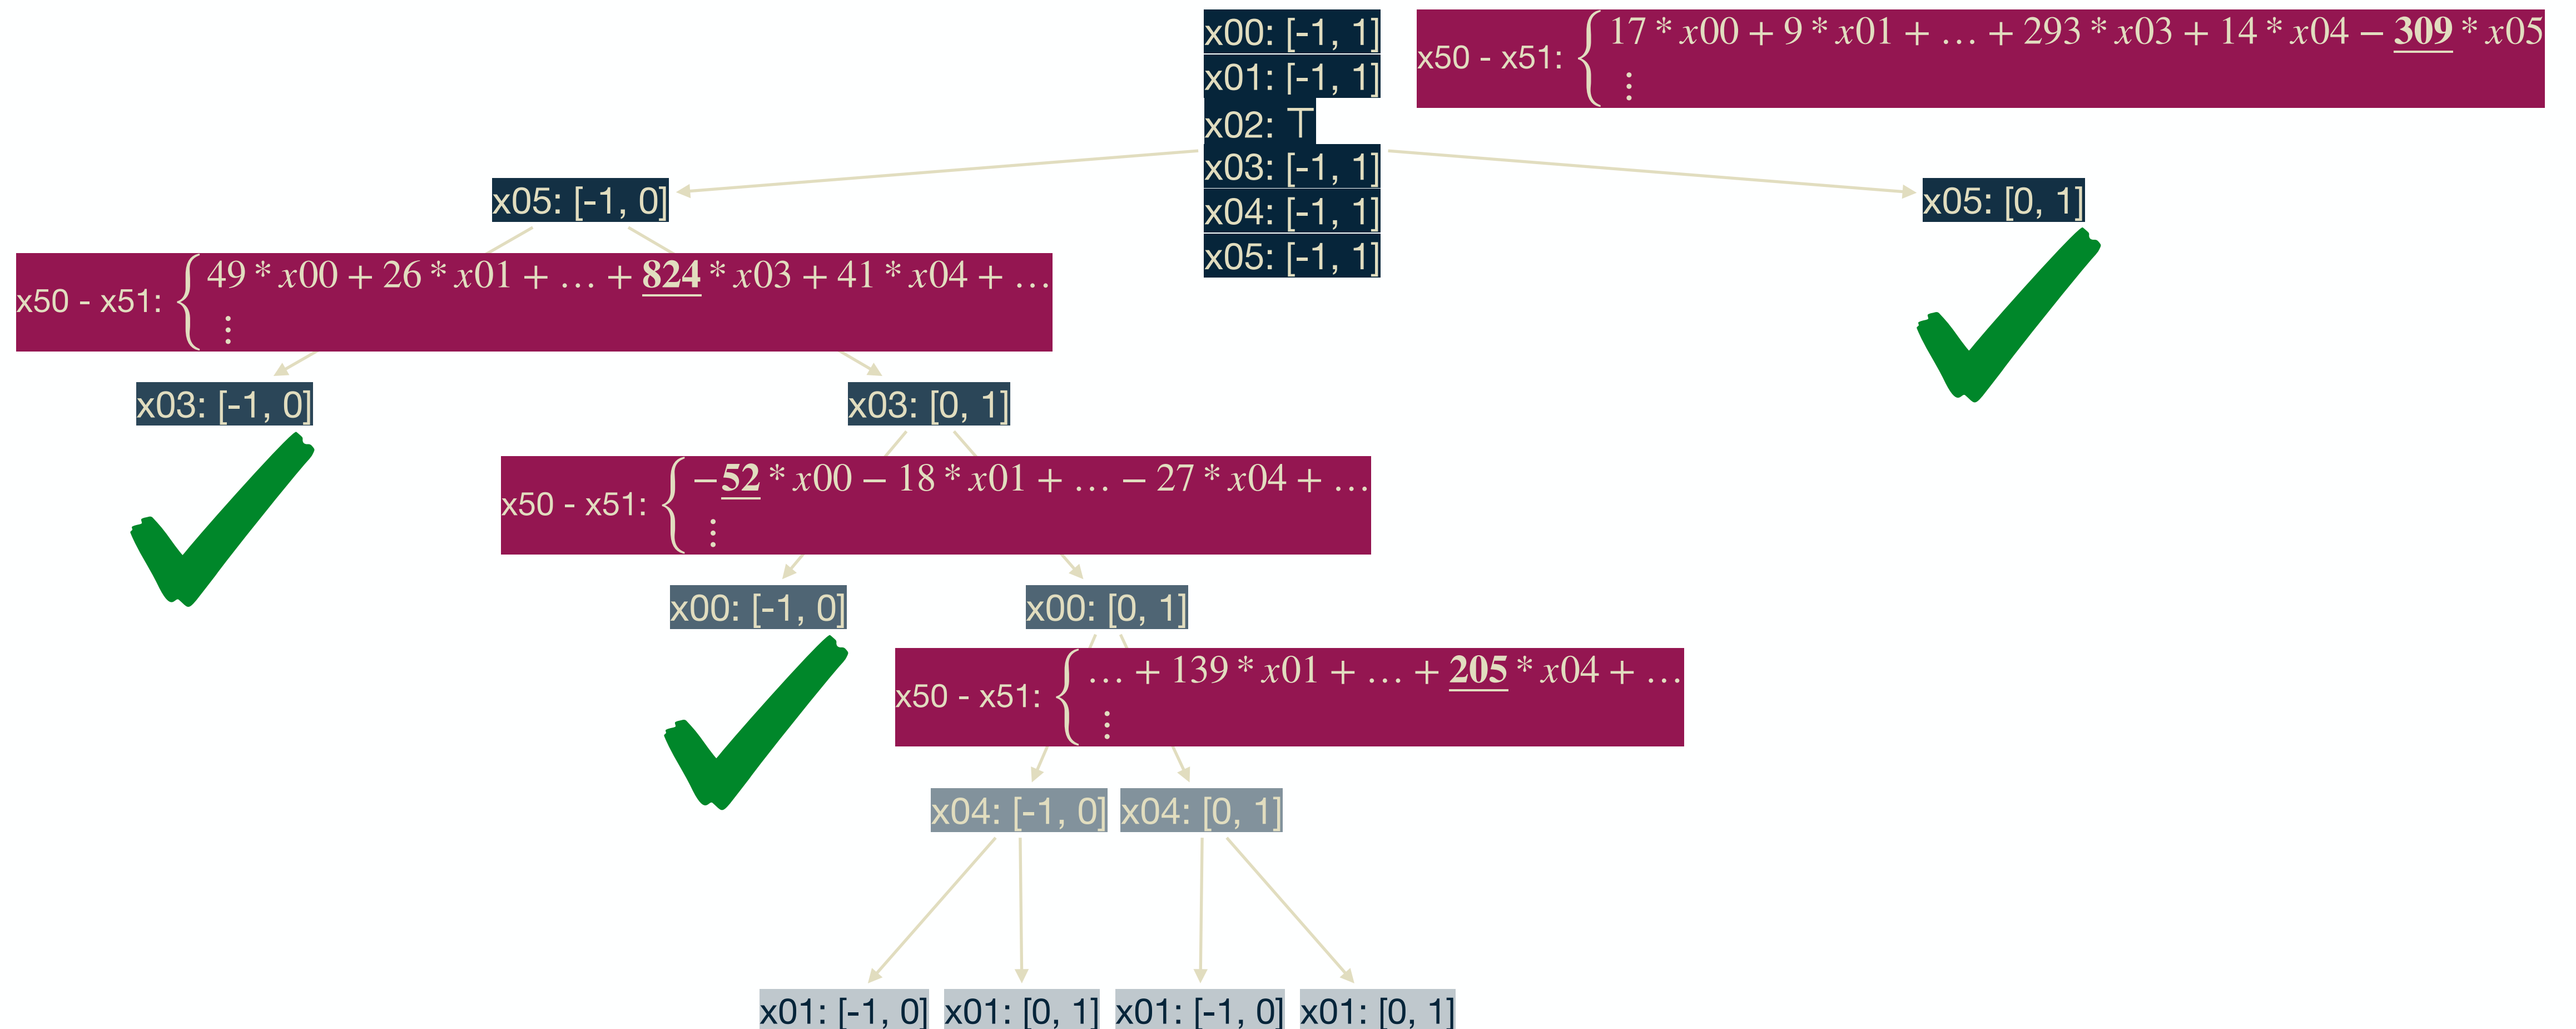 x00: [-1, 1]
x01: [-1, 1]
x02: ⊤
x03: [-1, 1]
x04: [-1, 1]
x05: [-1, 1]
x50 - x51: { 17 * x00 + 9 * x01 + … + 293 * x03 + 14 * x04 − 309 * x05
⋮
x05: [-1, 0]
x05: [0, 1]
x50 - x51: { 49 * x00 + 26 * x01 + … + 824 * x03 + 41 * x04 + …
⋮
x03: [-1, 0]
x03: [0, 1]
x50 - x51: { −52 * x00 − 18 * x01 + … − 27 * x04 + …
⋮
x00: [-1, 0]
x00: [0, 1]
x50 - x51: { … + 139 * x01 + … + 205 * x04 + …
⋮
x04: [-1, 0]
x04: [0, 1]
x01: [-1, 0]
x01: [0, 1]
x01: [-1, 0]
x01: [0, 1]